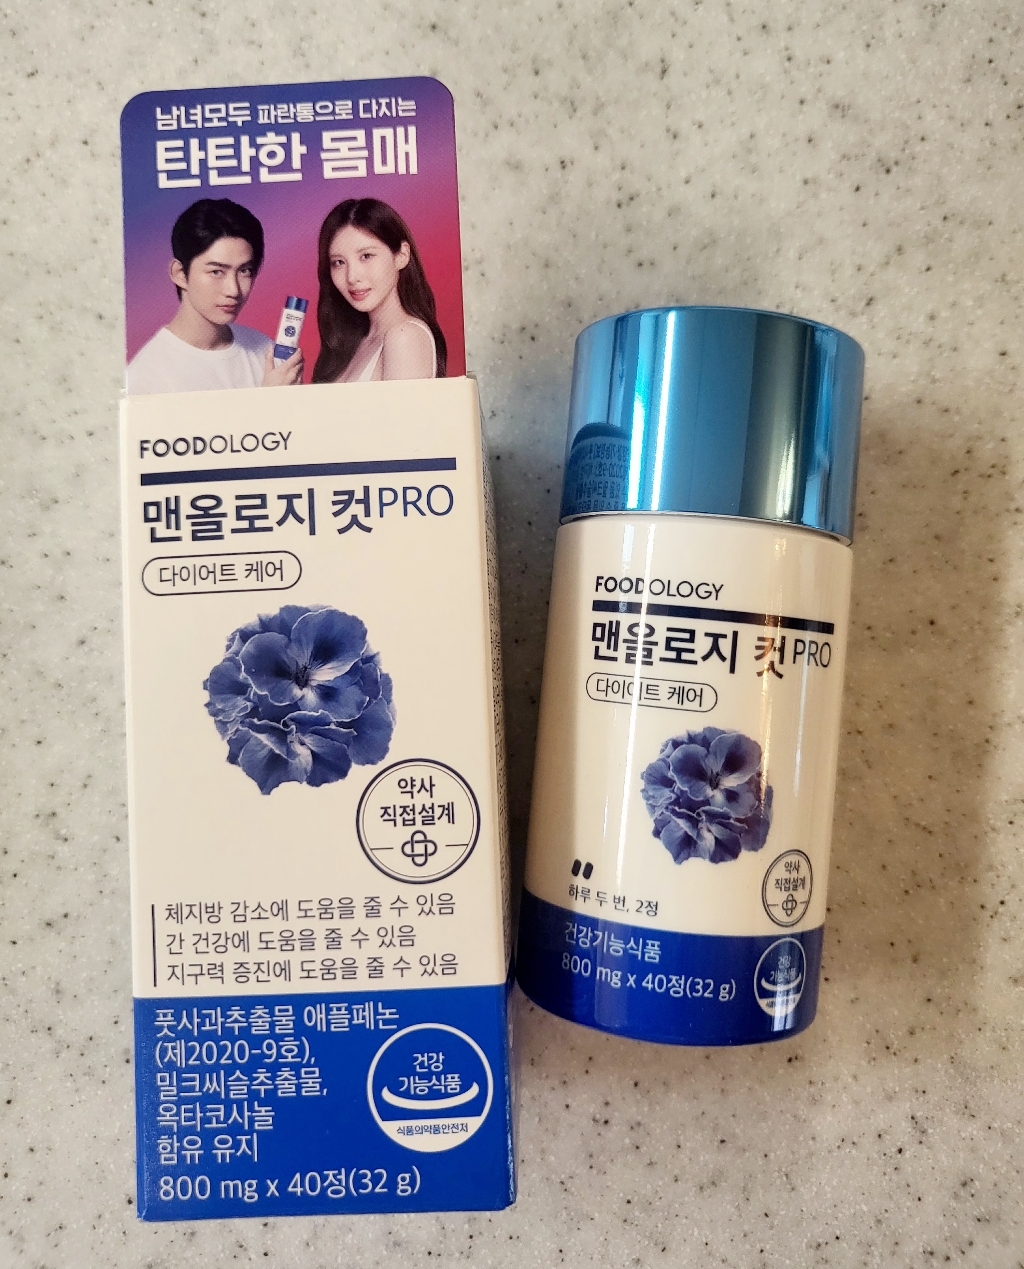 남녀모두 파란통으로 다지는
탄탄한 몸매
FOODOLOGY
맨올로지 컷PRO
다이어트 케어
약사
직접설계
체지방 감소에 도움을 줄 수 있음
간 건강에 도움을 줄 수 있음
지구력 증진에 도움을 줄 수 있음
풋사과추출물 애플페논
(제2020-9호),
밀크씨슬추출물,
옥타코사놀
함유 유지
800 mg x 40정(32 g)
건강
기능식품
식품의약품안전처
FOODOLOGY
맨올로지 컷PRO
다이어트 케어
약사
직접설계
하루 두 번, 2정
건강기능식품
800 mg x 40정(32 g)
건강
기능식품